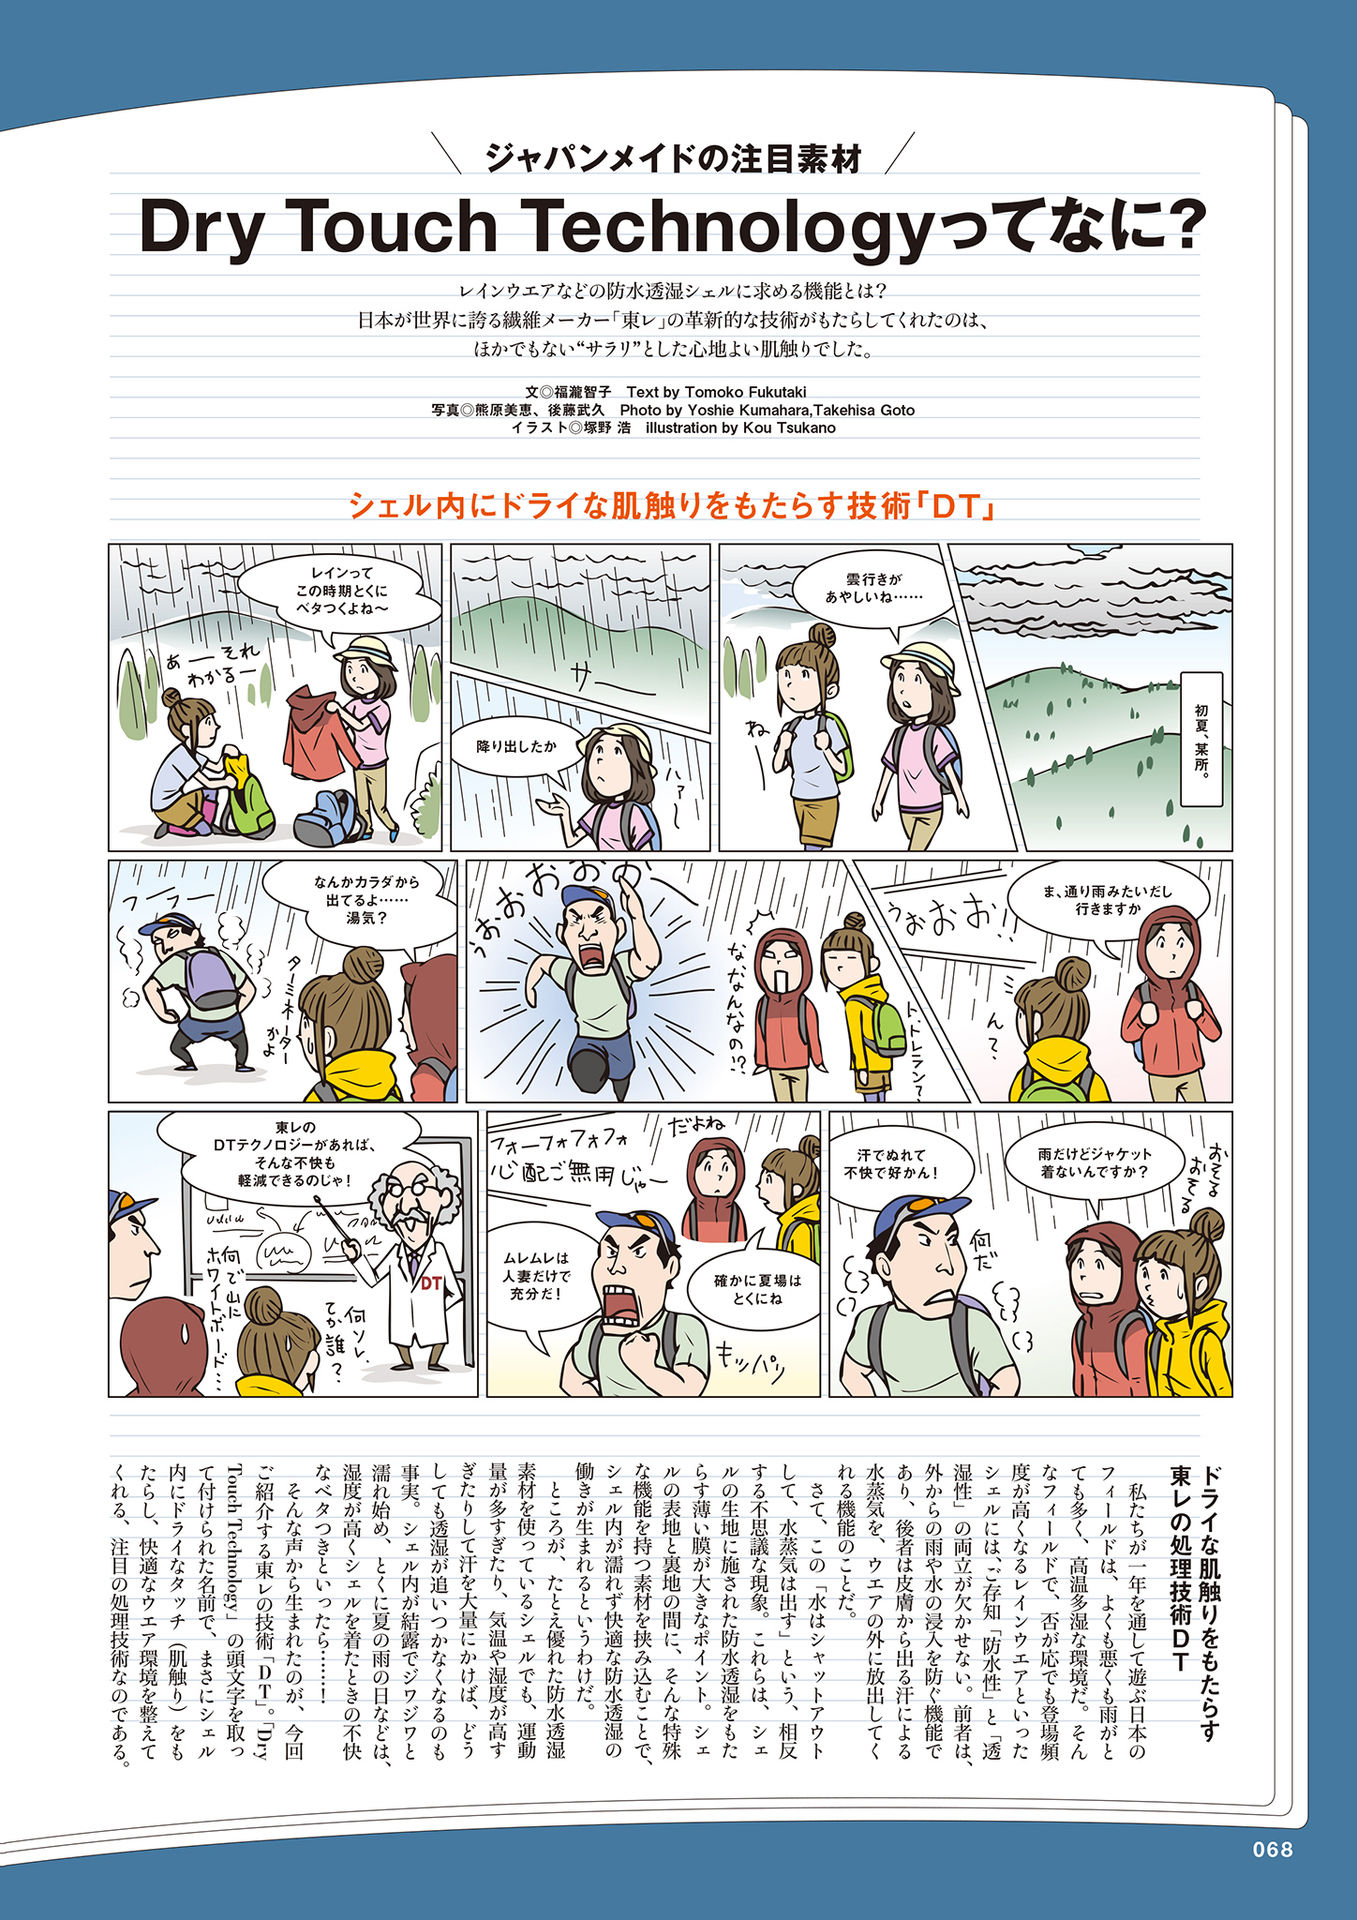 ジャパンメイドの注目素材
Dry Touch Technologyってなに?
レインウエアなどの防水透湿シェルに求める機能とは?
日本が世界に誇る繊維メーカー「東レ」の革新的な技術がもたらしてくれたのは、
ほかでもない“サラリ”とした心地よい肌触りでした。
文◎福瀧智子　Text by Tomoko Fukutaki
写真◎熊原美恵、後藤武久　Photo by Yoshie Kumahara,Takehisa Goto
イラスト◎塚野 浩　illustration by Kou Tsukano
シェル内にドライな肌触りをもたらす技術「DT」
初夏、某所。
雲行きが
あやしいね……
ねー
サー
降り出したか
ハァ〜
レインって
この時期とくに
ベタつくよね〜
あーそれ
わかるー
ま、通り雨みたいだし
行きますか
うおおお!!
ん?
うおおおおお
ななんなの!?
ト、トレラン?
なんかカラダから
出てるよ……
湯気?
フーフー
ターミネーター
かよ
雨だけどジャケット
着ないんですか?
おそる
おそる
汗でぬれて
不快で好かん!
何だ
だよね
フォーフォフォフォ
心配ご無用じゃー
確かに夏場は
とくにね
ムレムレは
人妻だけで
充分だ!
キッパリ
東レの
DTテクノロジーがあれば、
そんな不快も
軽減できるのじゃ!
DT
何ソレ、
てか誰?
何で山に
ホワイトボード…
ドライな肌触りをもたらす
東レの処理技術DT
私たちが一年を通して遊ぶ日本の
フィールドは、よくも悪くも雨がと
ても多く、高温多湿な環境だ。そん
なフィールドで、否が応でも登場頻
度が高くなるレインウエアといった
シェルには、ご存知「防水性」と「透
湿性」の両立が欠かせない。前者は、
外からの雨や水の浸入を防ぐ機能で
あり、後者は皮膚から出る汗による
水蒸気を、ウエアの外に放出してく
れる機能のことだ。
さて、この「水はシャットアウト
して、水蒸気は出す」という、相反
する不思議な現象。これらは、シェ
ルの生地に施された防水透湿をもた
らす薄い膜が大きなポイント。シェ
ルの表地と裏地の間に、そんな特殊
な機能を持つ素材を挟み込むことで、
シェル内が濡れず快適な防水透湿の
働きが生まれるというわけだ。
ところが、たとえ優れた防水透湿
素材を使っているシェルでも、運動
量が多すぎたり、気温や湿度が高す
ぎたりして汗を大量にかけば、どう
しても透湿が追いつかなくなるのも
事実。シェル内が結露でジワジワと
濡れ始め、とくに夏の雨の日などは、
湿度が高くシェルを着たときの不快
なベタつきといったら……!
そんな声から生まれたのが、今回
ご紹介する東レの技術「DT」。「Dry
Touch Technology」の頭文字を取っ
て付けられた名前で、まさにシェル
内にドライなタッチ（肌触り）をも
たらし、快適なウエア環境を整えて
くれる、注目の処理技術なのである。
068